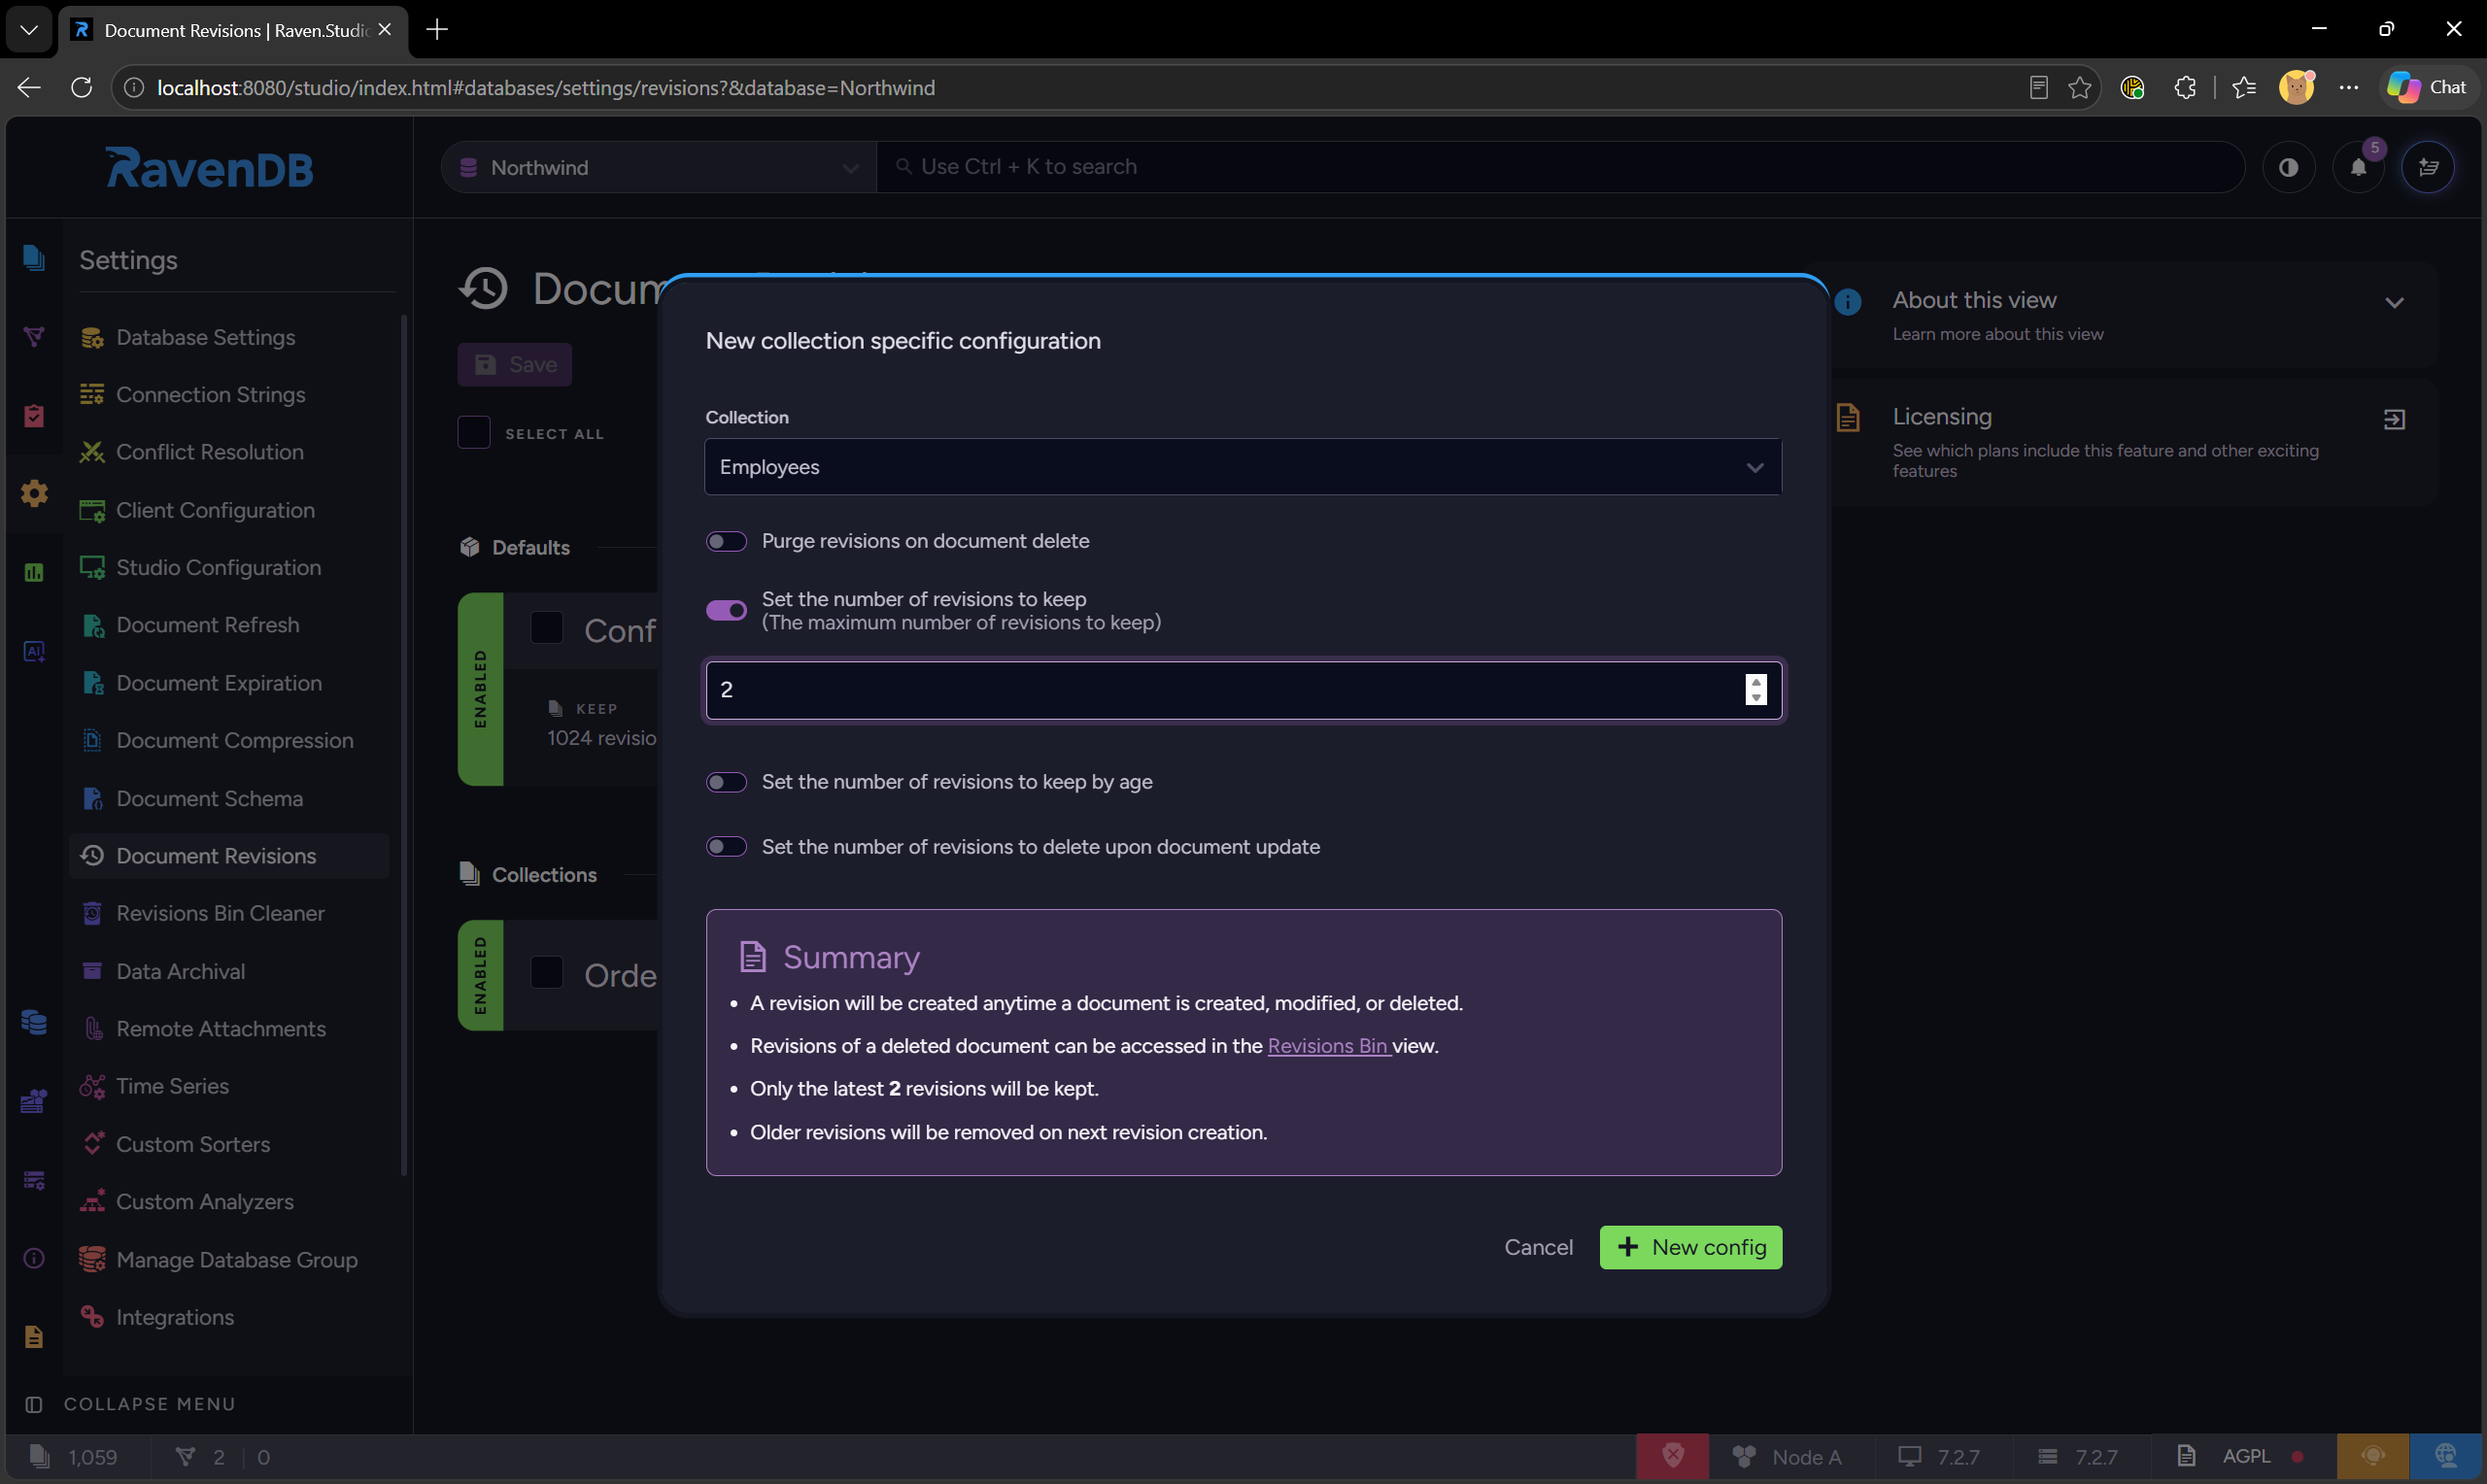 Document Revisions | Raven.Studio
localhost:8080/studio/index.html#databases/settings/revisions?&database=Northwind
Chat
RavenDB
Northwind
Use Ctrl + K to search
5
Settings
Database Settings
Connection Strings
Conflict Resolution
Client Configuration
Studio Configuration
Document Refresh
Document Expiration
Document Compression
Document Schema
Document Revisions
Revisions Bin Cleaner
Data Archival
Remote Attachments
Time Series
Custom Sorters
Custom Analyzers
Manage Database Group
Integrations
COLLAPSE MENU
Docum
Save
SELECT ALL
Defaults
ENABLED
Conf
KEEP
1024 revisio
Collections
ENABLED
Orde
New collection specific configuration
Collection
Employees
Purge revisions on document delete
Set the number of revisions to keep
(The maximum number of revisions to keep)
2
Set the number of revisions to keep by age
Set the number of revisions to delete upon document update
Summary
• A revision will be created anytime a document is created, modified, or deleted.
• Revisions of a deleted document can be accessed in the Revisions Bin view.
• Only the latest 2 revisions will be kept.
• Older revisions will be removed on next revision creation.
Cancel
New config
About this view
Learn more about this view
Licensing
See which plans include this feature and other exciting
features
1,059
2
0
Node A
7.2.7
7.2.7
AGPL